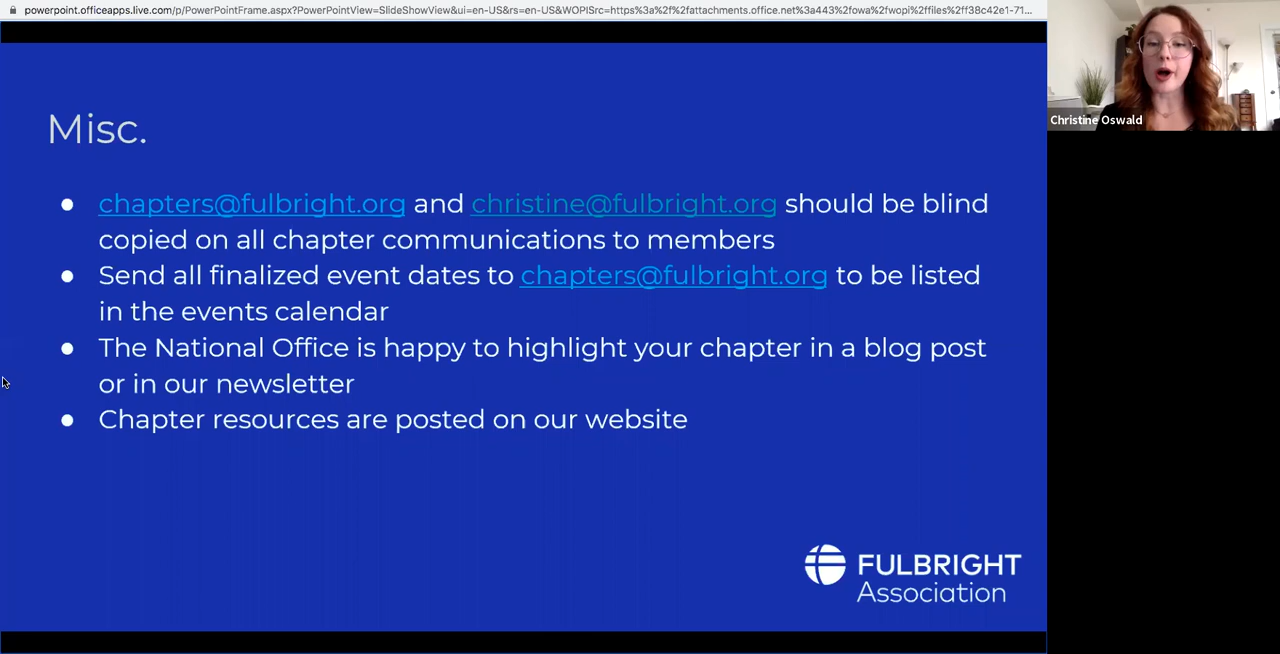 powerpoint.officeapps.live.com/p/PowerPointFrame.aspx?PowerPointView=SlideShowView&ui=en-US&rs=en-US&WOPISrc=https%3a%2f%2fattachments.office.net%3a443%2fowa%2fwopi%2ffiles%2ff38c42e1-71...
Christine Oswald
Misc.
● chapters@fulbright.org and christine@fulbright.org should be blind
copied on all chapter communications to members
● Send all finalized event dates to chapters@fulbright.org to be listed
in the events calendar
● The National Office is happy to highlight your chapter in a blog post
or in our newsletter
● Chapter resources are posted on our website
FULBRIGHT
Association